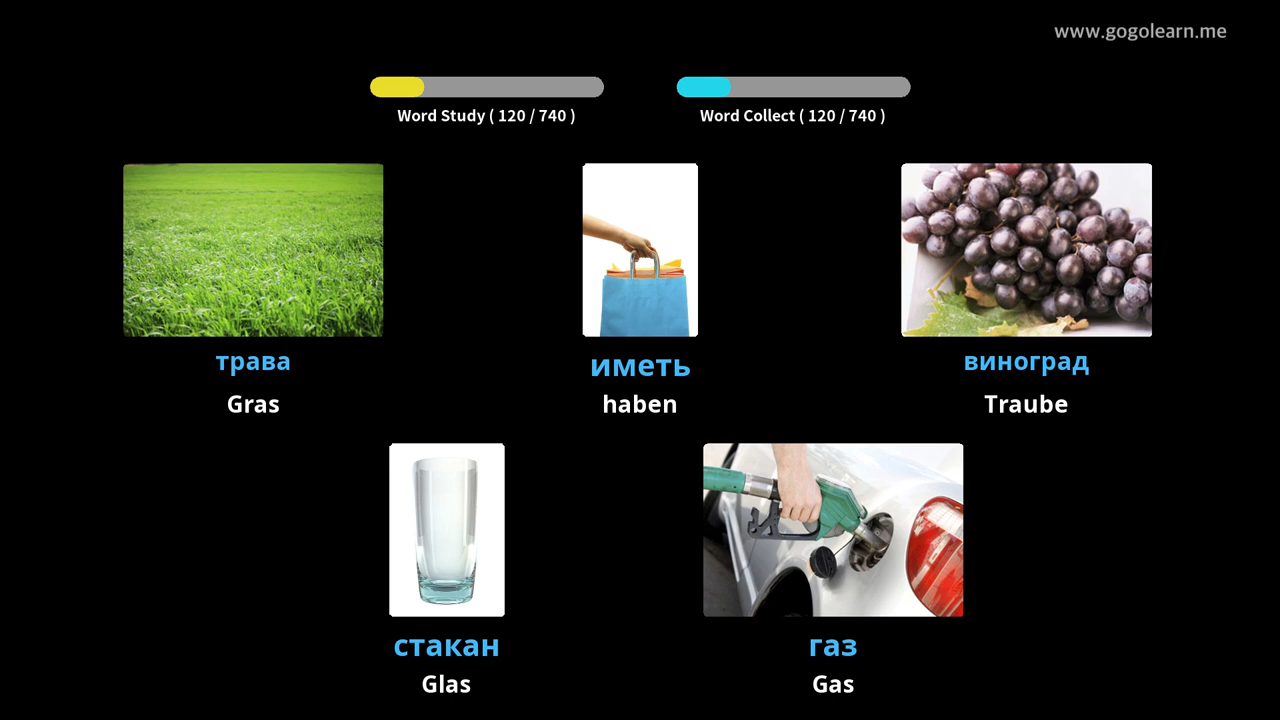 www.gogolearn.me
Word Study ( 120 / 740 )
Word Collect ( 120 / 740 )
трава
иметь
виноград
Gras
haben
Traube
стакан
газ
Glas
Gas